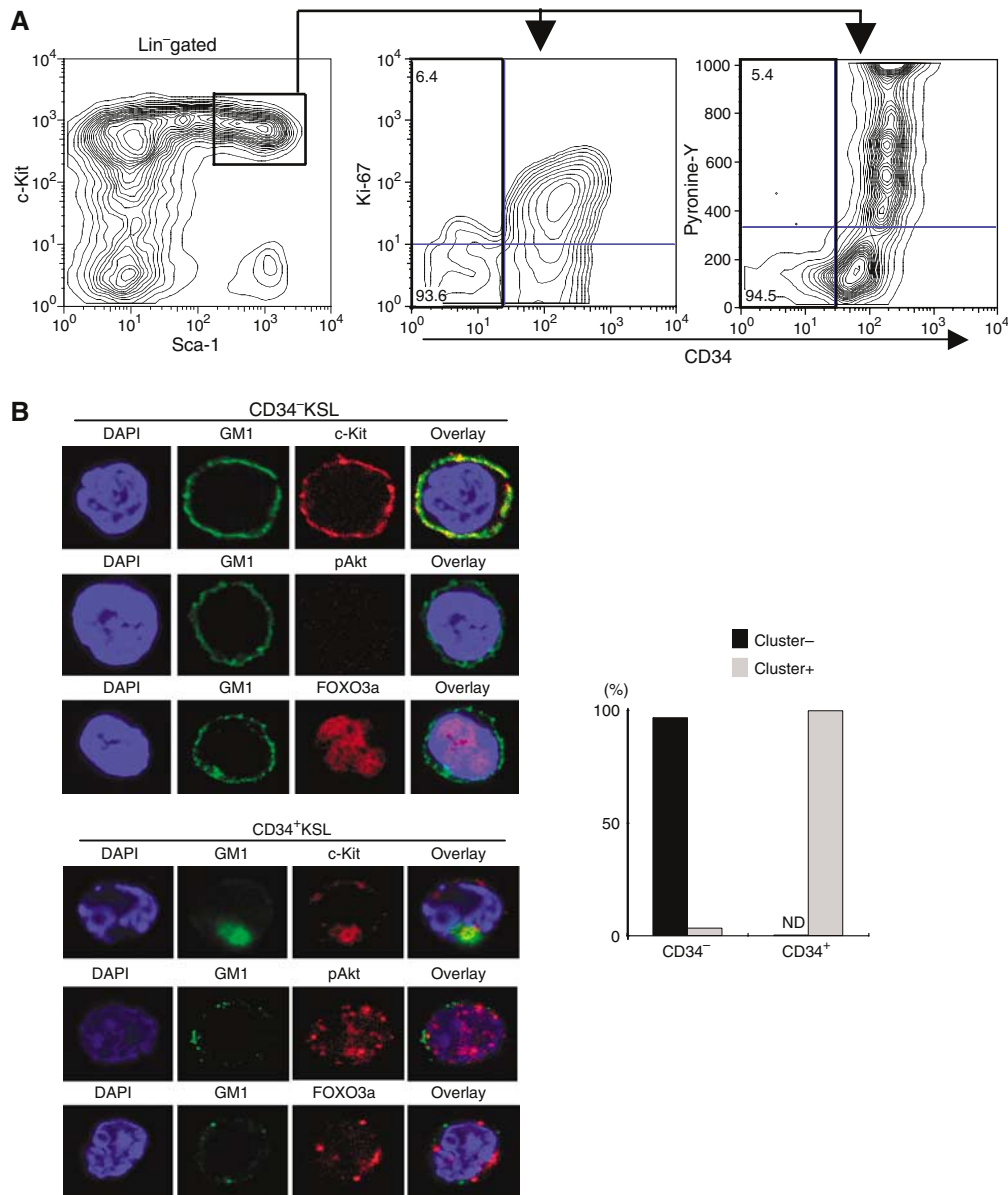 A
Lin⁻gated
c-Kit
10⁴
10³
10²
10¹
10⁰
10⁰ 10¹ 10² 10³ 10⁴
Sca-1
Ki-67
10⁴
10³
10²
10¹
10⁰
6.4
93.6
10⁰ 10¹ 10² 10³ 10⁴
Pyronine-Y
1000
800
600
400
200
0
5.4
94.5
10⁰ 10¹ 10² 10³ 10⁴
CD34
B
CD34⁻KSL
DAPI GM1 c-Kit Overlay
DAPI GM1 pAkt Overlay
DAPI GM1 FOXO3a Overlay
CD34⁺KSL
DAPI GM1 c-Kit Overlay
DAPI GM1 pAkt Overlay
DAPI GM1 FOXO3a Overlay
Cluster–
Cluster+
(%)
100
50
0
ND
CD34⁻ CD34⁺